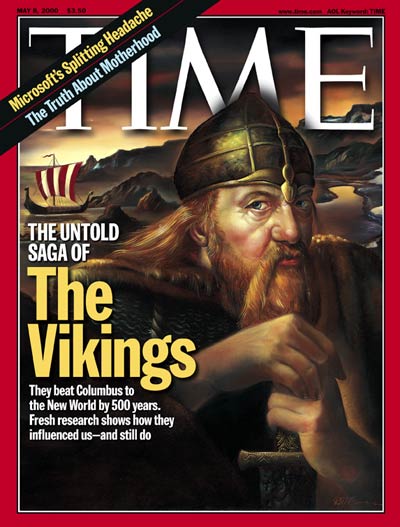 MAY 8, 2000 $3.50
www.time.com AOL Keyword: TIME
Microsoft's Splitting Headache
The Truth About Motherhood
TIME
THE UNTOLD
SAGA OF
The
Vikings
They beat Columbus to
the New World by 500 years.
Fresh research shows how they
influenced us—and still do